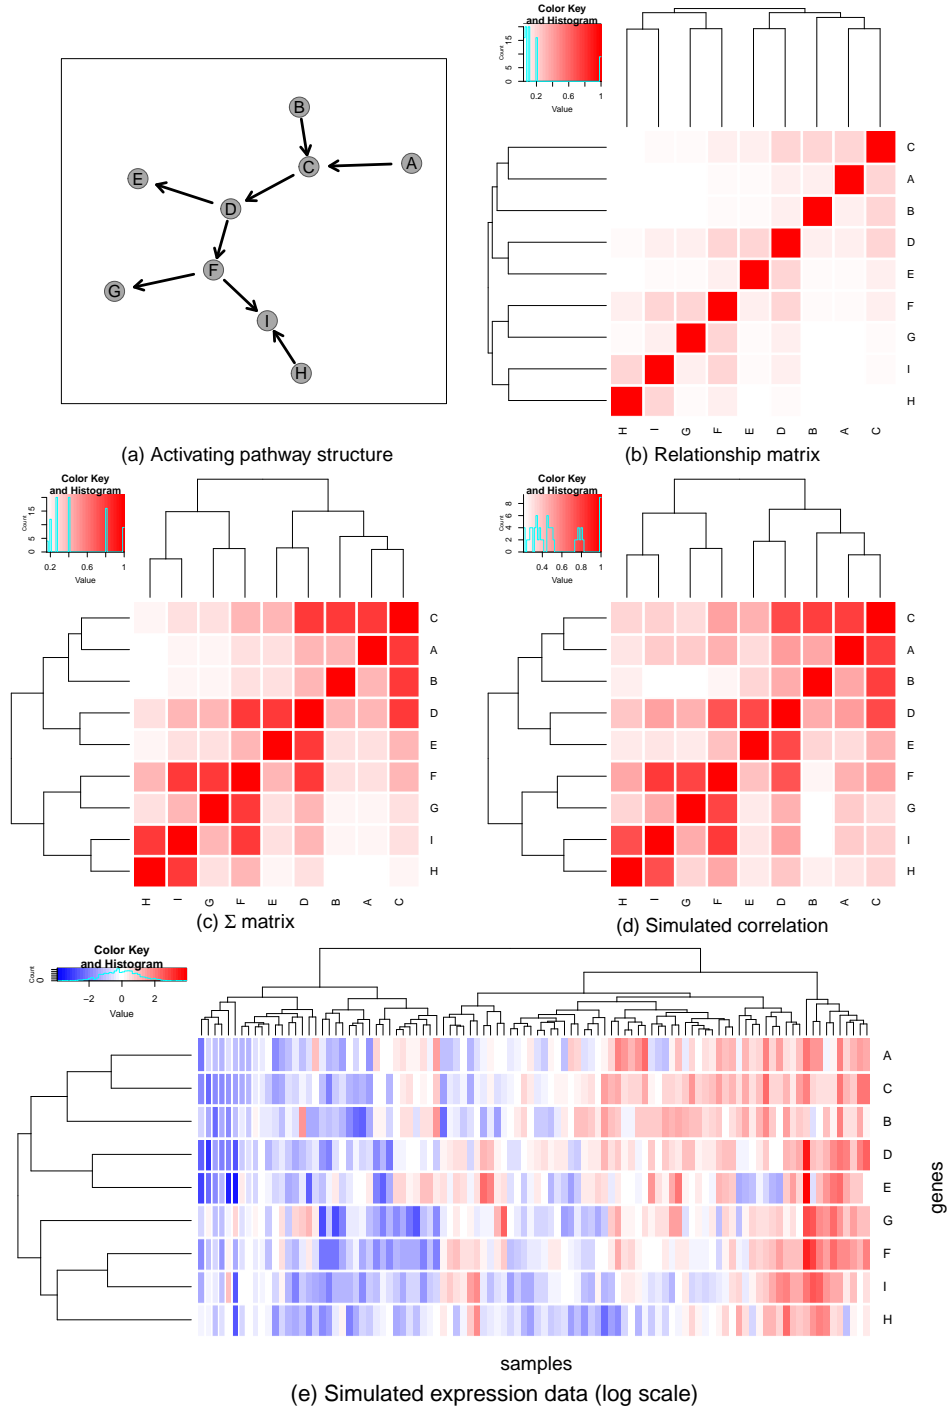 B
C
A
E
D
F
G
I
H
(a) Activating pathway structure
Color Key
and Histogram
Count
0 5 15
0.2 0.6 1
Value
C
A
B
D
E
F
G
I
H
H I G F E D B A C
(b) Relationship matrix
Color Key
and Histogram
Count
0 5 15
0.2 0.6 1
Value
C
A
B
D
E
F
G
I
H
H I G F E D B A C
(c) Σ matrix
Color Key
and Histogram
Count
0 2 4 6 8
0.4 0.6 0.8 1
Value
C
A
B
D
E
F
G
I
H
H I G F E D B A C
(d) Simulated correlation
Color Key
and Histogram
Count
0
−2 0 2
Value
A
C
B
D
E
G
F
I
H
genes
samples
(e) Simulated expression data (log scale)